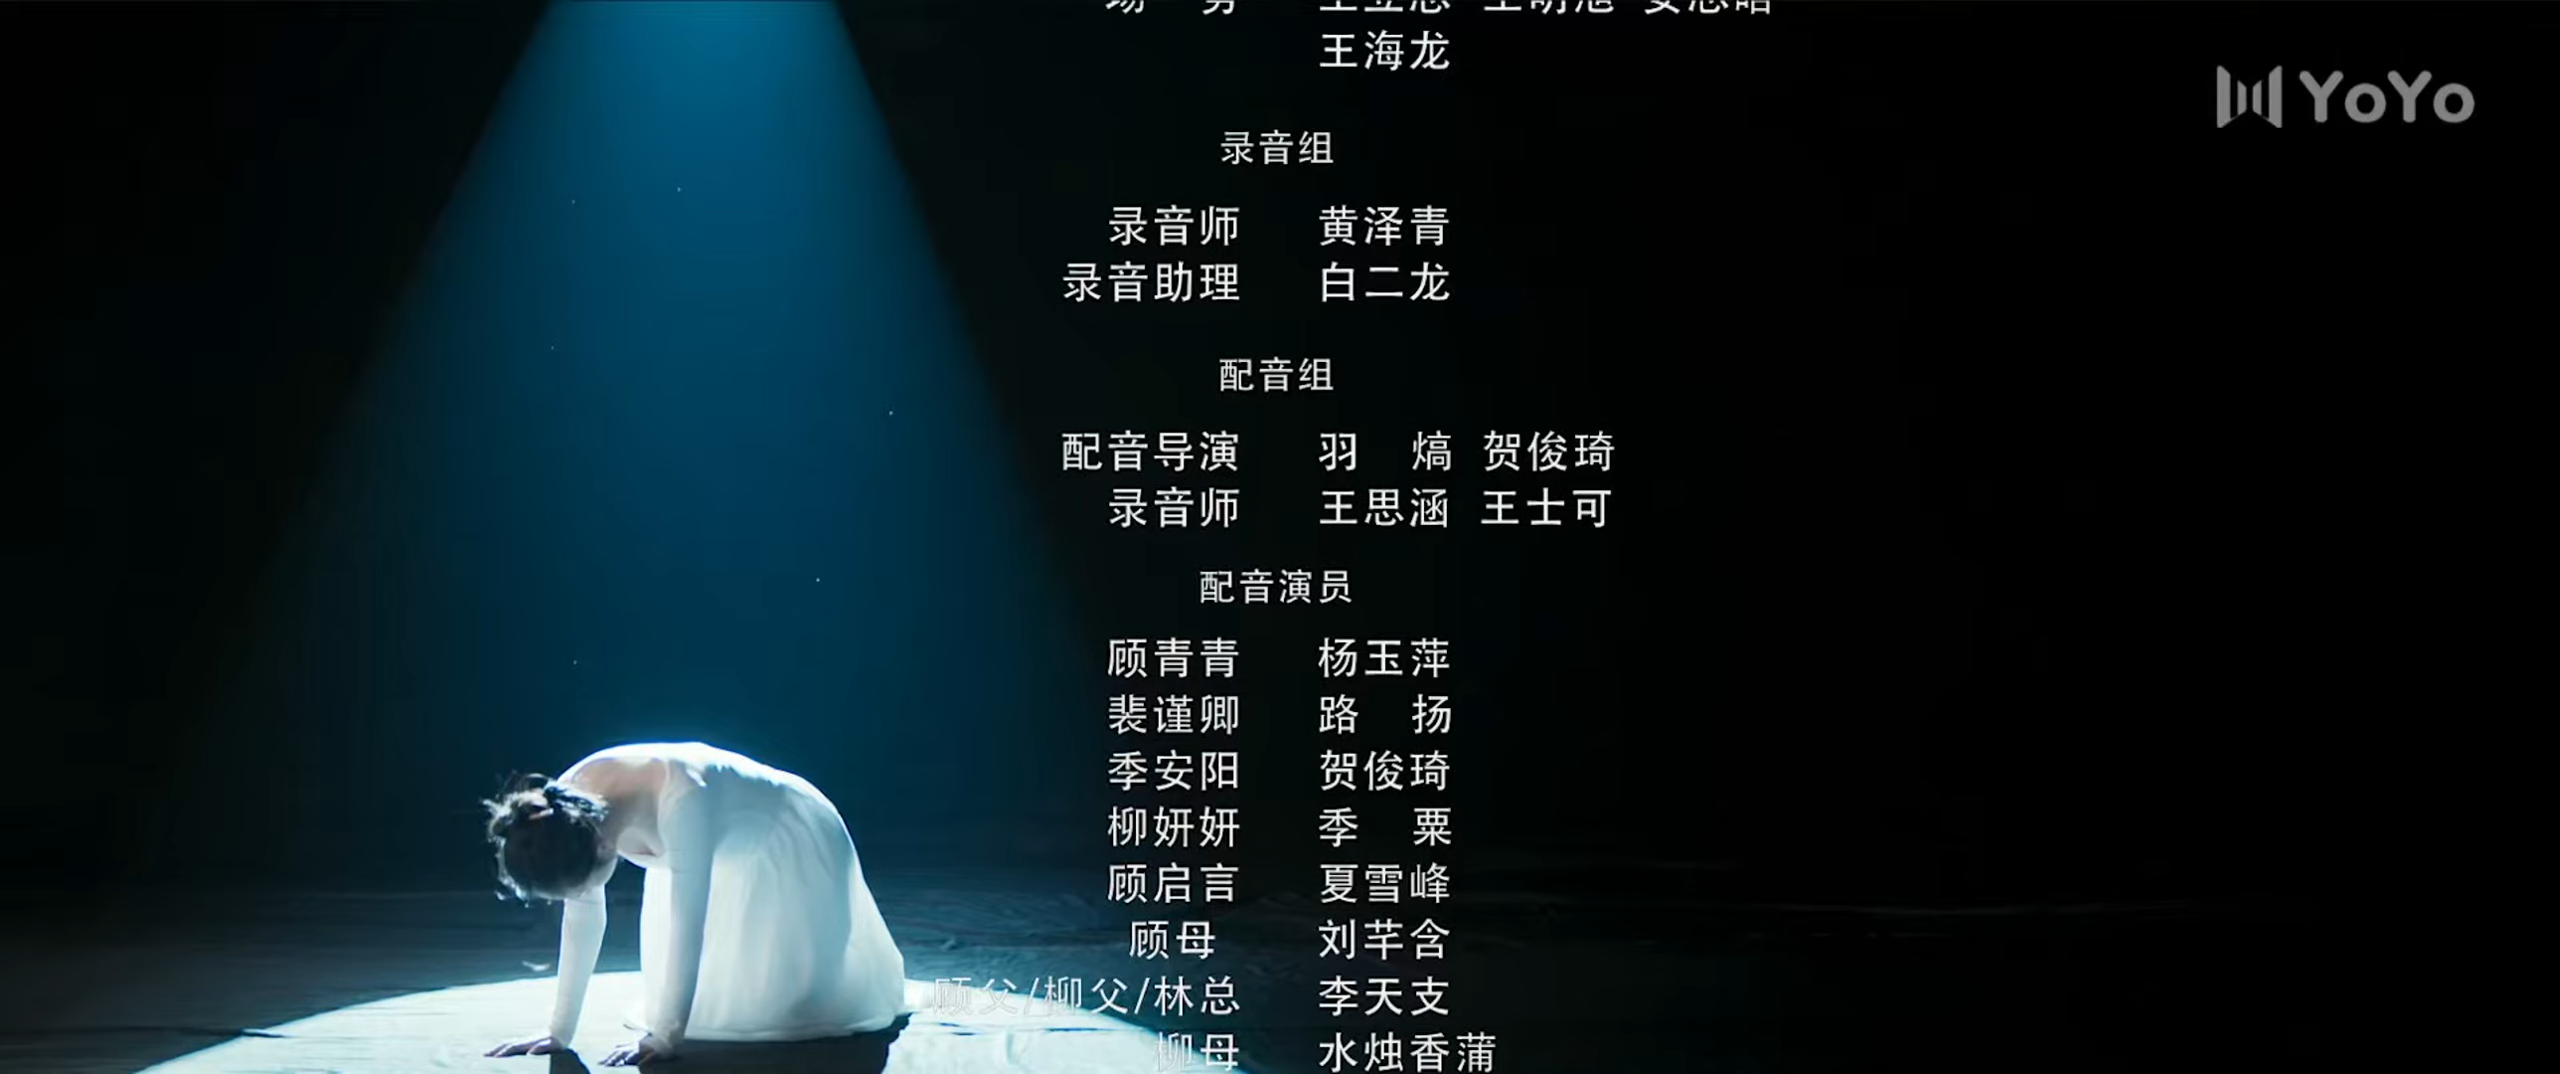 王海龙
YoYo
录音组
录音师 黄泽青
录音助理 白二龙
配音组
配音导演 羽 熇 贺俊琦
录音师 王思涵 王士可
配音演员
顾青青 杨玉萍
裴谨卿 路 扬
季安阳 贺俊琦
柳妍妍 季 粟
顾启言 夏雪峰
顾母 刘芊含
顾父/柳父/林总 李天支
柳母 水烛香蒲